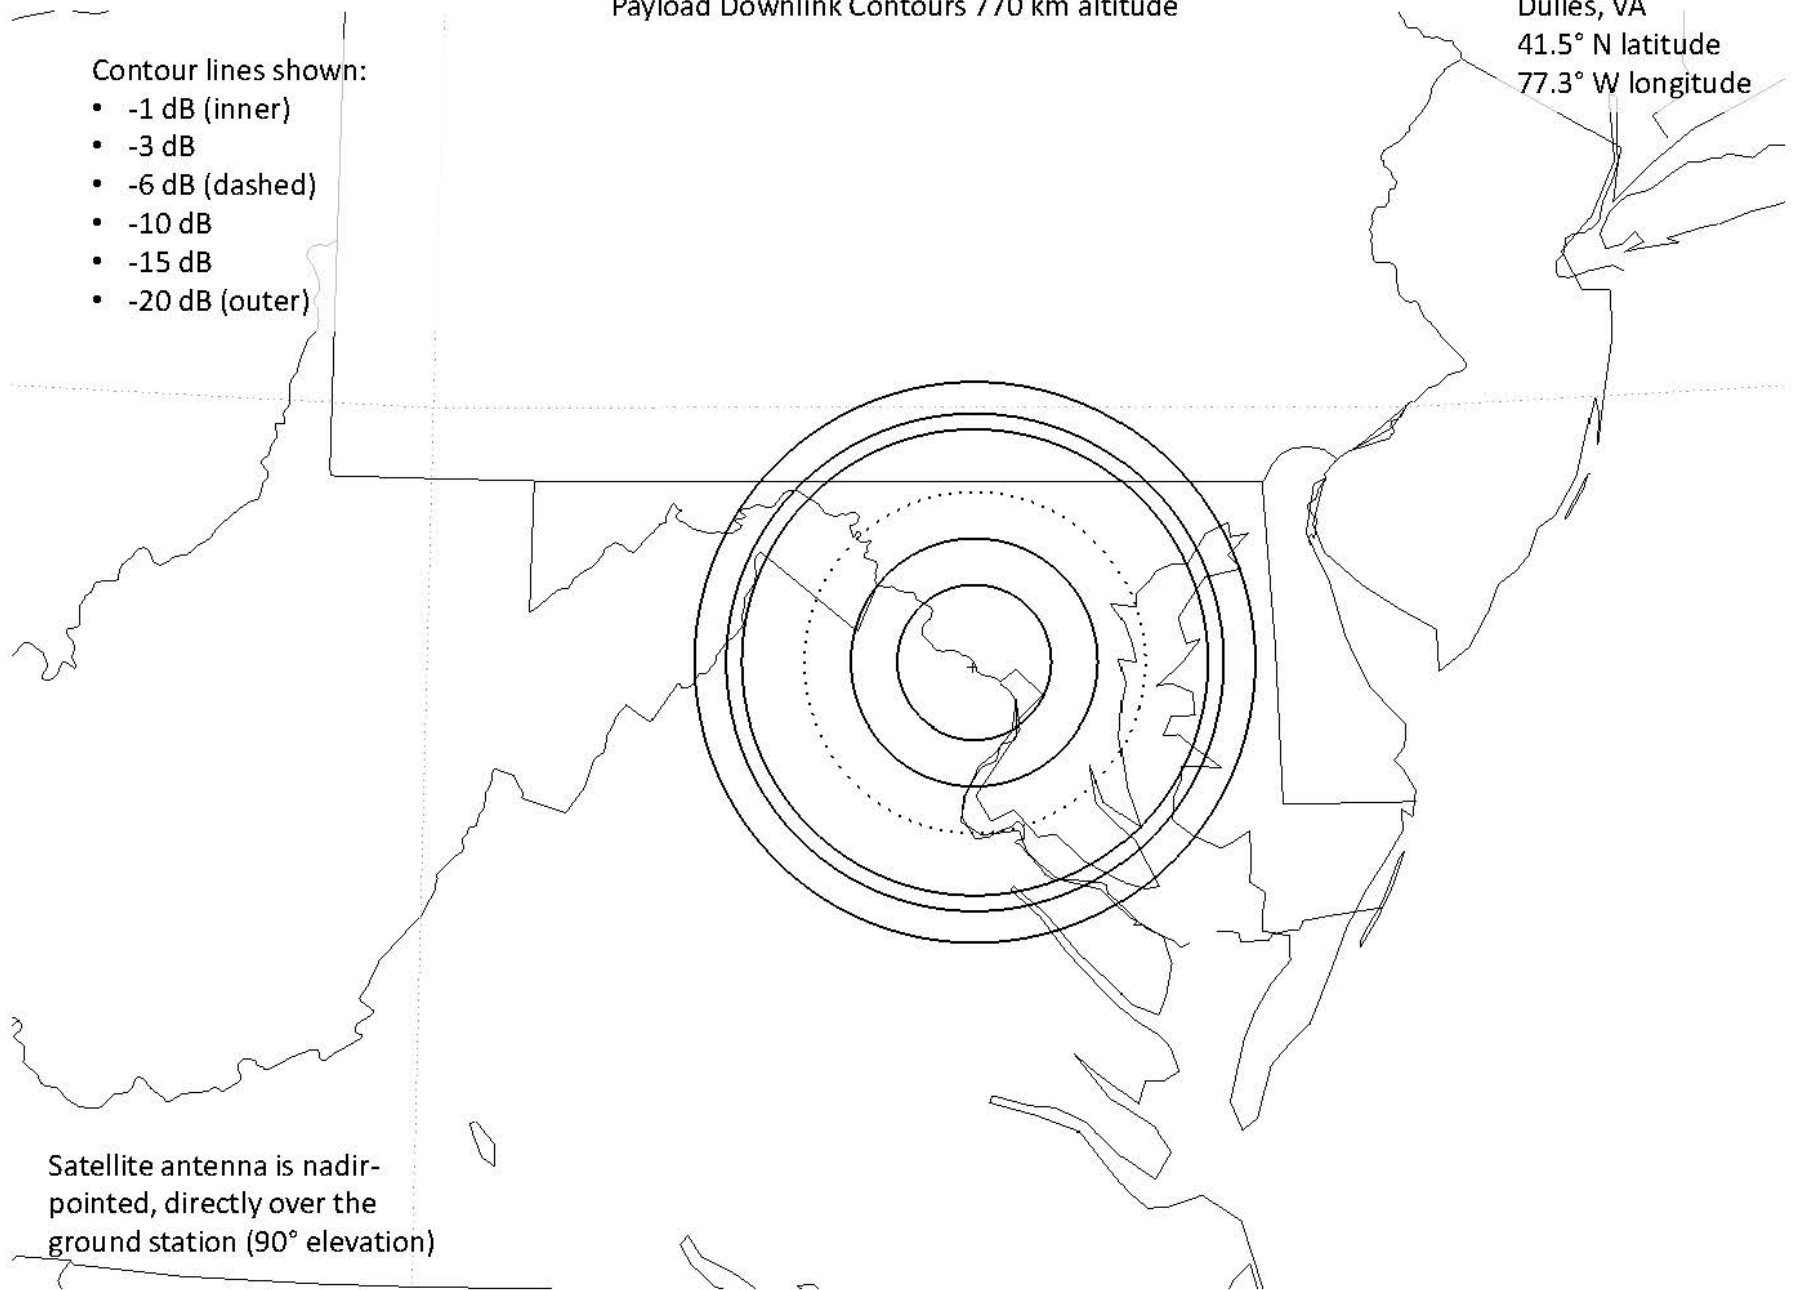 Payload Downlink Contours 770 km altitude
Dulles, VA
41.5° N latitude
77.3° W longitude
Contour lines shown:
• -1 dB (inner)
• -3 dB
• -6 dB (dashed)
• -10 dB
• -15 dB
• -20 dB (outer)
Satellite antenna is nadir-
pointed, directly over the
ground station (90° elevation)